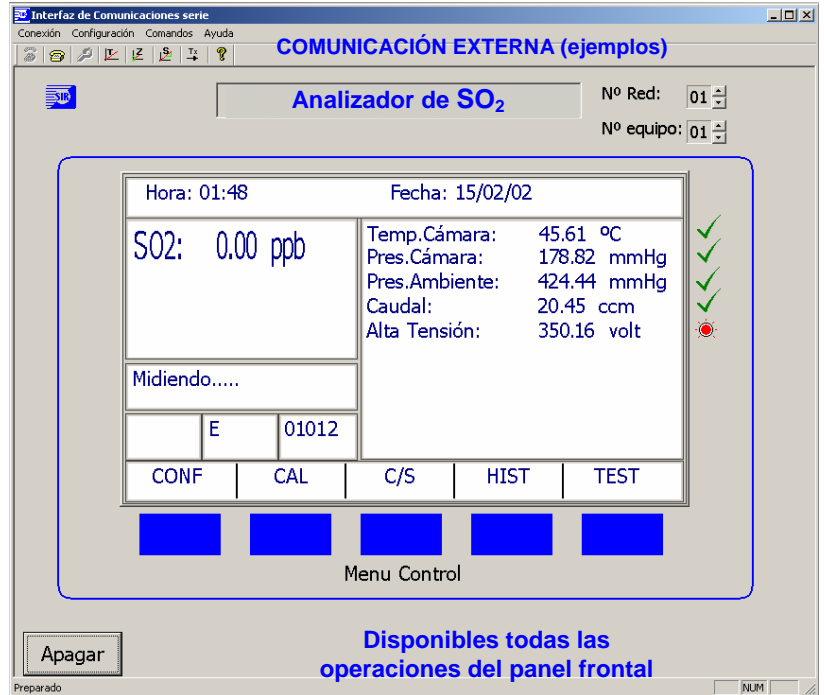 Interfaz de Comunicaciones serie
Conexión Configuración Comandos Ayuda
COMUNICACIÓN EXTERNA (ejemplos)
SIR
Analizador de SO₂
Nº Red: 01
Nº equipo: 01
Hora: 01:48 Fecha: 15/02/02
SO2: 0.00 ppb
Temp.Cámara: 45.61 ºC
Pres.Cámara: 178.82 mmHg
Pres.Ambiente: 424.44 mmHg
Caudal: 20.45 ccm
Alta Tensión: 350.16 volt
Midiendo.....
E 01012
CONF CAL C/S HIST TEST
Menu Control
Apagar
Disponibles todas las
operaciones del panel frontal
Preparado NUM